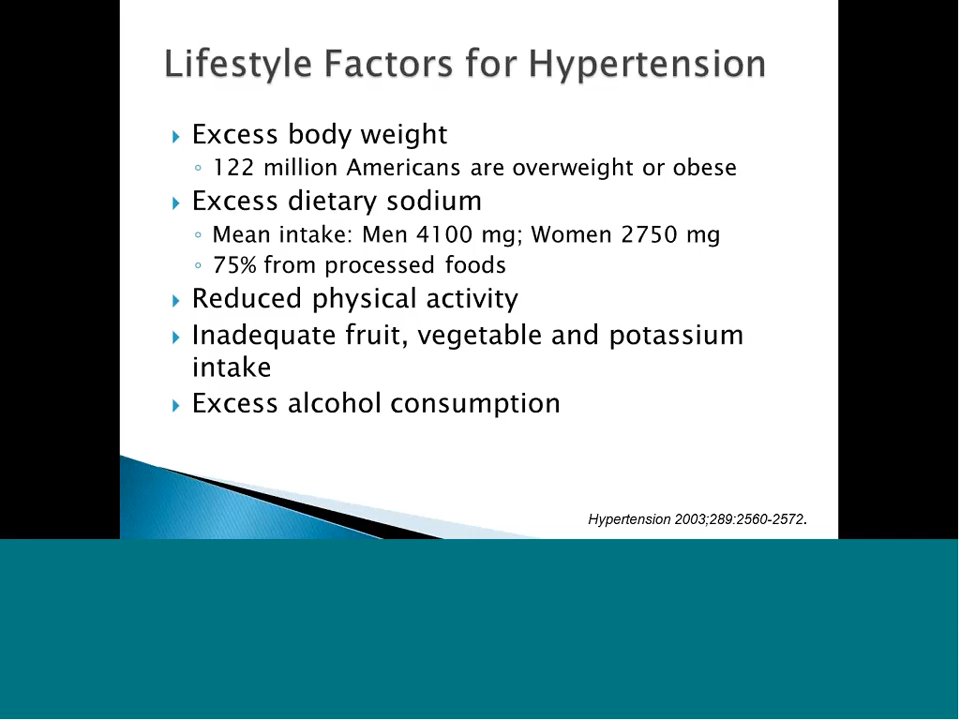 Lifestyle Factors for Hypertension
Excess body weight
122 million Americans are overweight or obese
Excess dietary sodium
Mean intake: Men 4100 mg; Women 2750 mg
75% from processed foods
Reduced physical activity
Inadequate fruit, vegetable and potassium
intake
Excess alcohol consumption
Hypertension 2003;289:2560-2572.